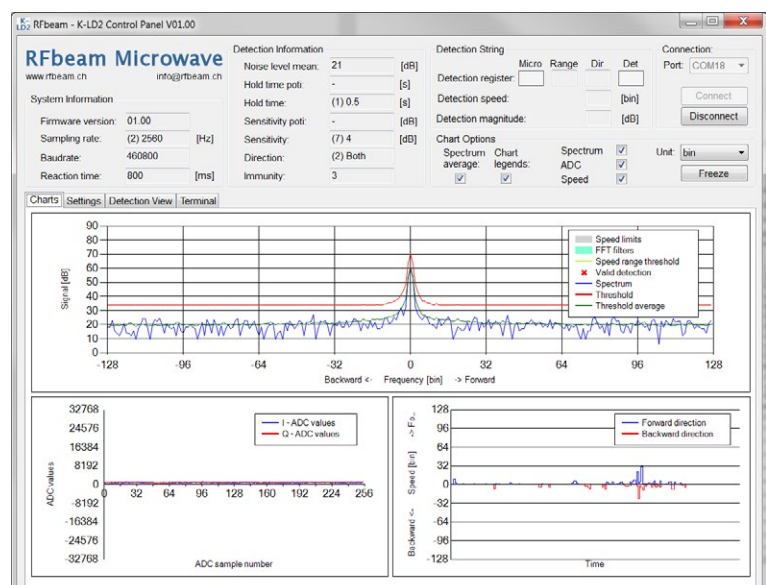 K-LD2
RFbeam - K-LD2 Control Panel V01.00
RFbeam Microwave
www.rfbeam.ch info@rfbeam.ch
System Information
Firmware version: 01.00
Sampling rate: (2) 2560 [Hz]
Baudrate: 460800
Reaction time: 800 [ms]
Detection Information
Noise level mean: 21 [dB]
Hold time poti: - [s]
Hold time: (1) 0.5 [s]
Sensitivity poti: - [dB]
Sensitivity: (7) 4 [dB]
Direction: (2) Both
Immunity: 3
Detection String
Micro Range Dir Det
Detection register:
Detection speed: [bin]
Detection magnitude: [dB]
Connection:
Port: COM18
Connect
Disconnect
Chart Options
Spectrum average: Chart legends:
Spectrum
ADC
Speed
Unit: bin
Freeze
Charts Settings Detection View Terminal
90
80
70
60
50
40
30
20
10
0
Signal [dB]
-128 -96 -64 -32 0 32 64 96 128
Backward <- Frequency [bin] -> Forward
Speed limits
FFT filters
Speed range threshold
Valid detection
Spectrum
Threshold
Threshold average
32768
24576
16384
8192
0
-8192
-16384
-24576
-32768
ADC values
0 32 64 96 128 160 192 224 256
ADC sample number
I - ADC values
Q - ADC values
128
96
64
32
0
-32
-64
-96
-128
Backward <- Speed [bin] -> Fo..
Time
Forward direction
Backward direction